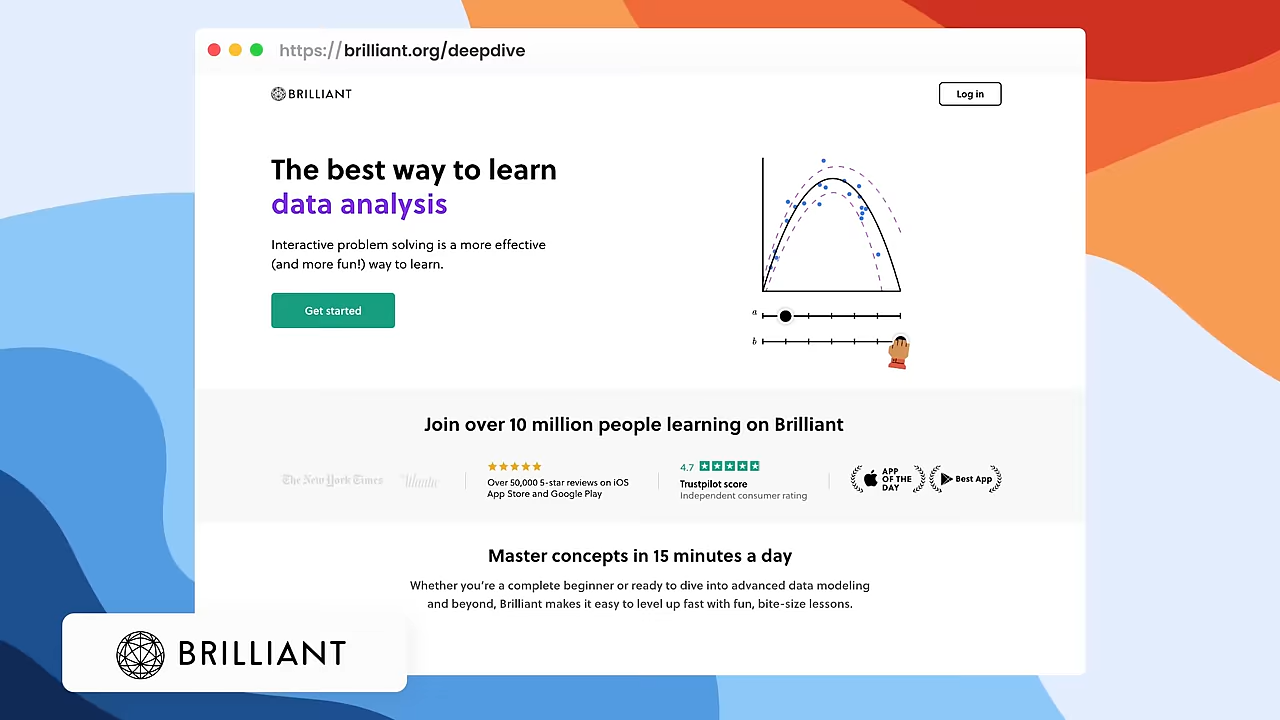 https://brilliant.org/deepdive
BRILLIANT
Log in
The best way to learn
data analysis
Interactive problem solving is a more effective
(and more fun!) way to learn.
Get started
a
b
Join over 10 million people learning on Brilliant
The New York Times
Atlantic
Over 50,000 5-star reviews on iOS
App Store and Google Play
4.7
Trustpilot score
Independent consumer rating
APP
OF THE
DAY
Best App
Master concepts in 15 minutes a day
Whether you're a complete beginner or ready to dive into advanced data modeling
and beyond, Brilliant makes it easy to level up fast with fun, bite-size lessons.
BRILLIANT